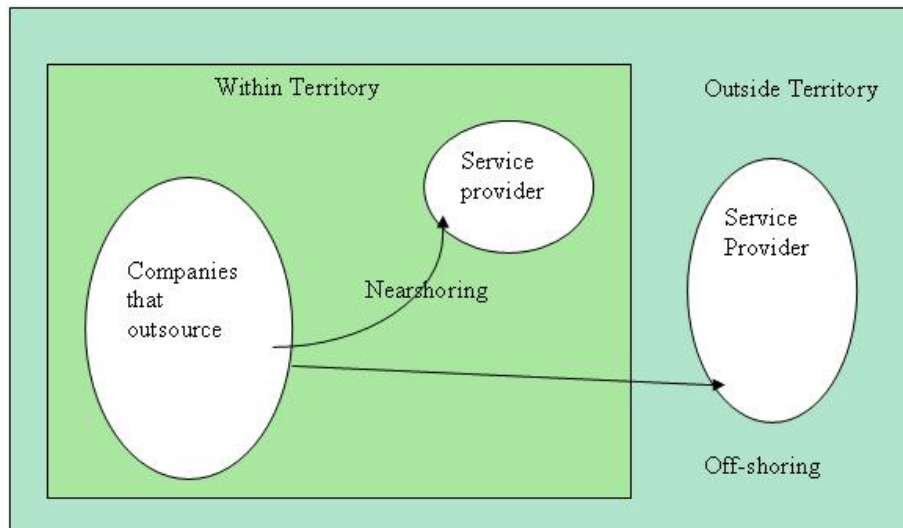 Within Territory
Outside Territory
Service
provider
Service
Provider
Companies
that
outsource
Nearshoring
Off-shoring